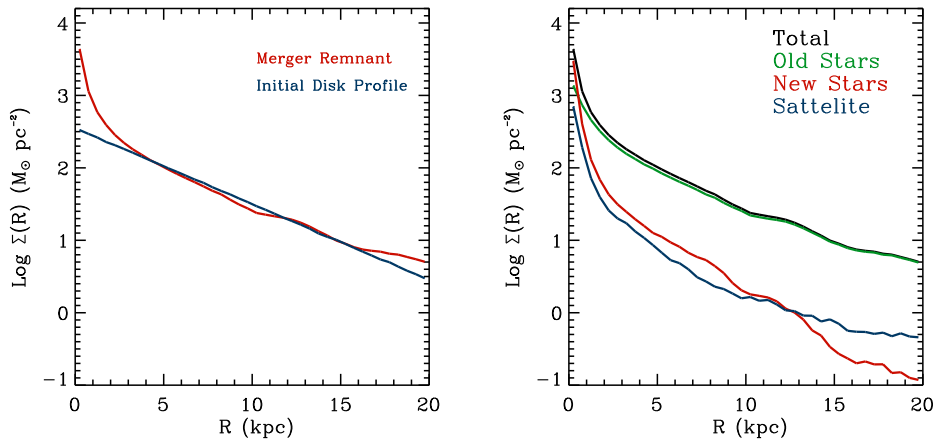 4
3
2
1
0
−1
0
5
10
15
20
R (kpc)
Log Σ(R) (M⊙ pc⁻²)
Merger Remnant
Initial Disk Profile
4
3
2
1
0
−1
0
5
10
15
20
R (kpc)
Log Σ(R) (M⊙ pc⁻²)
Total
Old Stars
New Stars
Sattelite